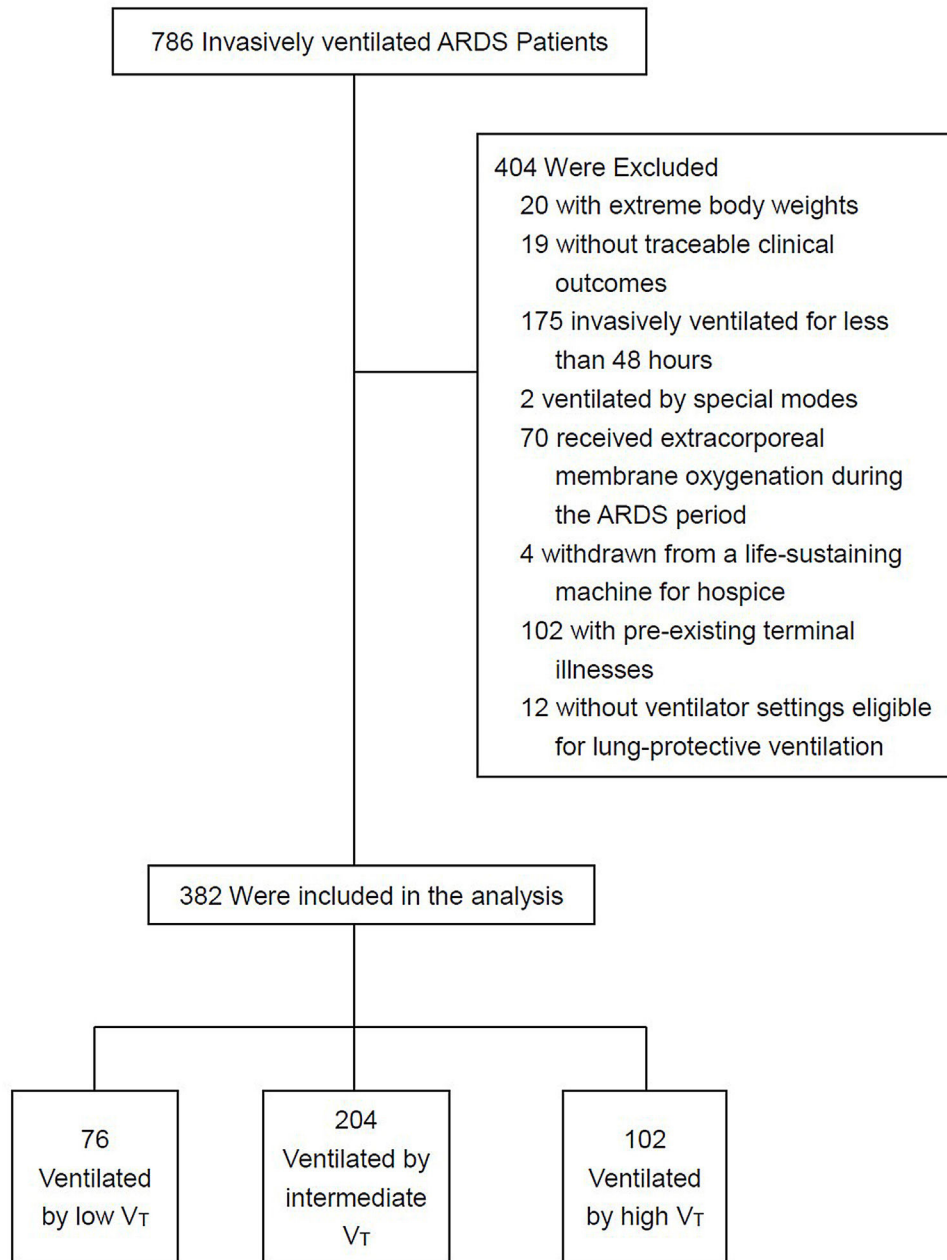 786 Invasively ventilated ARDS Patients
404 Were Excluded
20 with extreme body weights
19 without traceable clinical
outcomes
175 invasively ventilated for less
than 48 hours
2 ventilated by special modes
70 received extracorporeal
membrane oxygenation during
the ARDS period
4 withdrawn from a life-sustaining
machine for hospice
102 with pre-existing terminal
illnesses
12 without ventilator settings eligible
for lung-protective ventilation
382 Were included in the analysis
76
Ventilated
by low VT
204
Ventilated by
intermediate
VT
102
Ventilated
by high VT